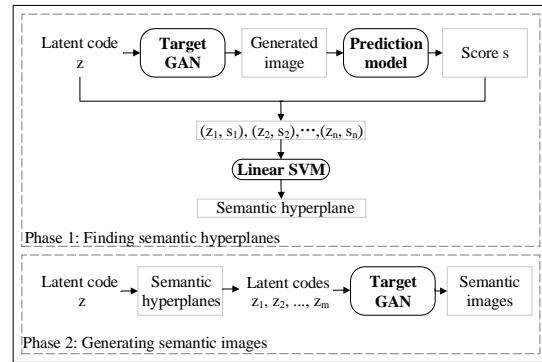 Latent code
z
Target
GAN
Generated
image
Prediction
model
Score s
(z₁, s₁), (z₂, s₂),⋯,(zₙ, sₙ)
Linear SVM
Semantic hyperplane
Phase 1: Finding semantic hyperplanes
Latent code
z
Semantic
hyperplanes
Latent codes
z₁, z₂, ..., zₘ
Target
GAN
Semantic
images
Phase 2: Generating semantic images